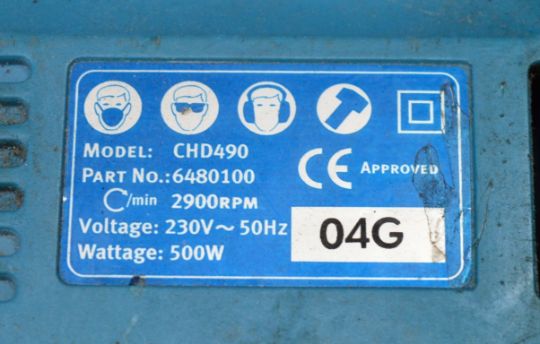 MODEL: CHD490
PART NO.:6480100
/min 2900RPM
Voltage: 230V~50Hz
Wattage: 500W
CE APPROVED
04G